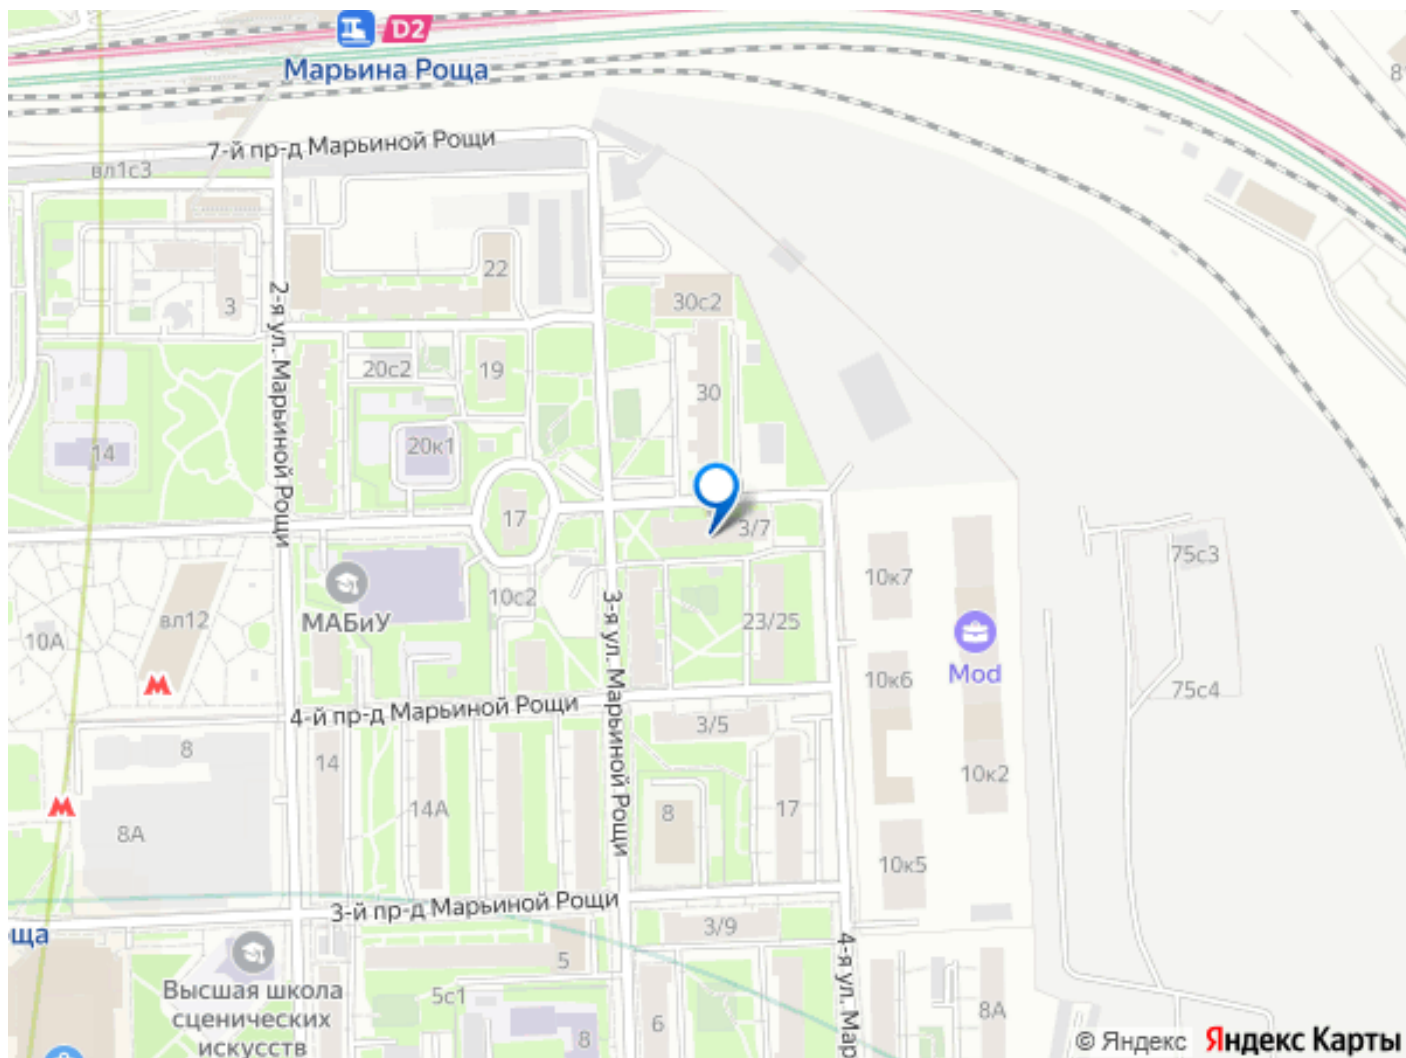 D2
Марьина Роща
8
7-й пр-д Марьиной Рощи
вл1с3
22
3
2-я ул. Марьиной Рощи
30с2
20с2
19
30
20к1
14
17
3/7
75с3
10к7
МАБиУ
10с2
3-я ул. Марьиной Рощи
23/25
вл12
10А
Mod
10к6
75с4
4-й пр-д Марьиной Рощи
3/5
8
14
10к2
14А
8
17
8А
10к5
3-й пр-д Марьиной Рощи
3/9
ща
4-я ул. Мар
5
Высшая школа
сценических
искусств
5с1
6
8
8А
© Яндекс Яндекс Карты